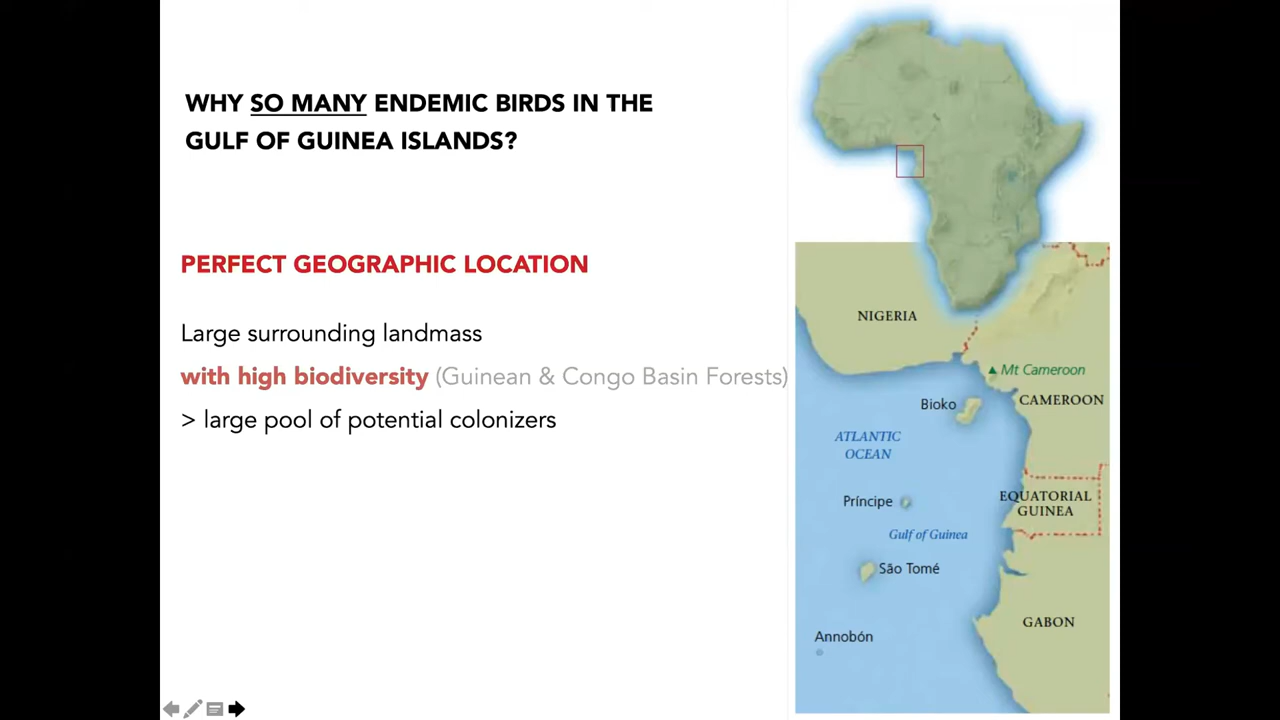 WHY SO MANY ENDEMIC BIRDS IN THE
GULF OF GUINEA ISLANDS?
PERFECT GEOGRAPHIC LOCATION
Large surrounding landmass
with high biodiversity (Guinean & Congo Basin Forests)
> large pool of potential colonizers
NIGERIA
Mt Cameroon
CAMEROON
Bioko
ATLANTIC
OCEAN
EQUATORIAL
GUINEA
Príncipe
Gulf of Guinea
São Tomé
GABON
Annobón